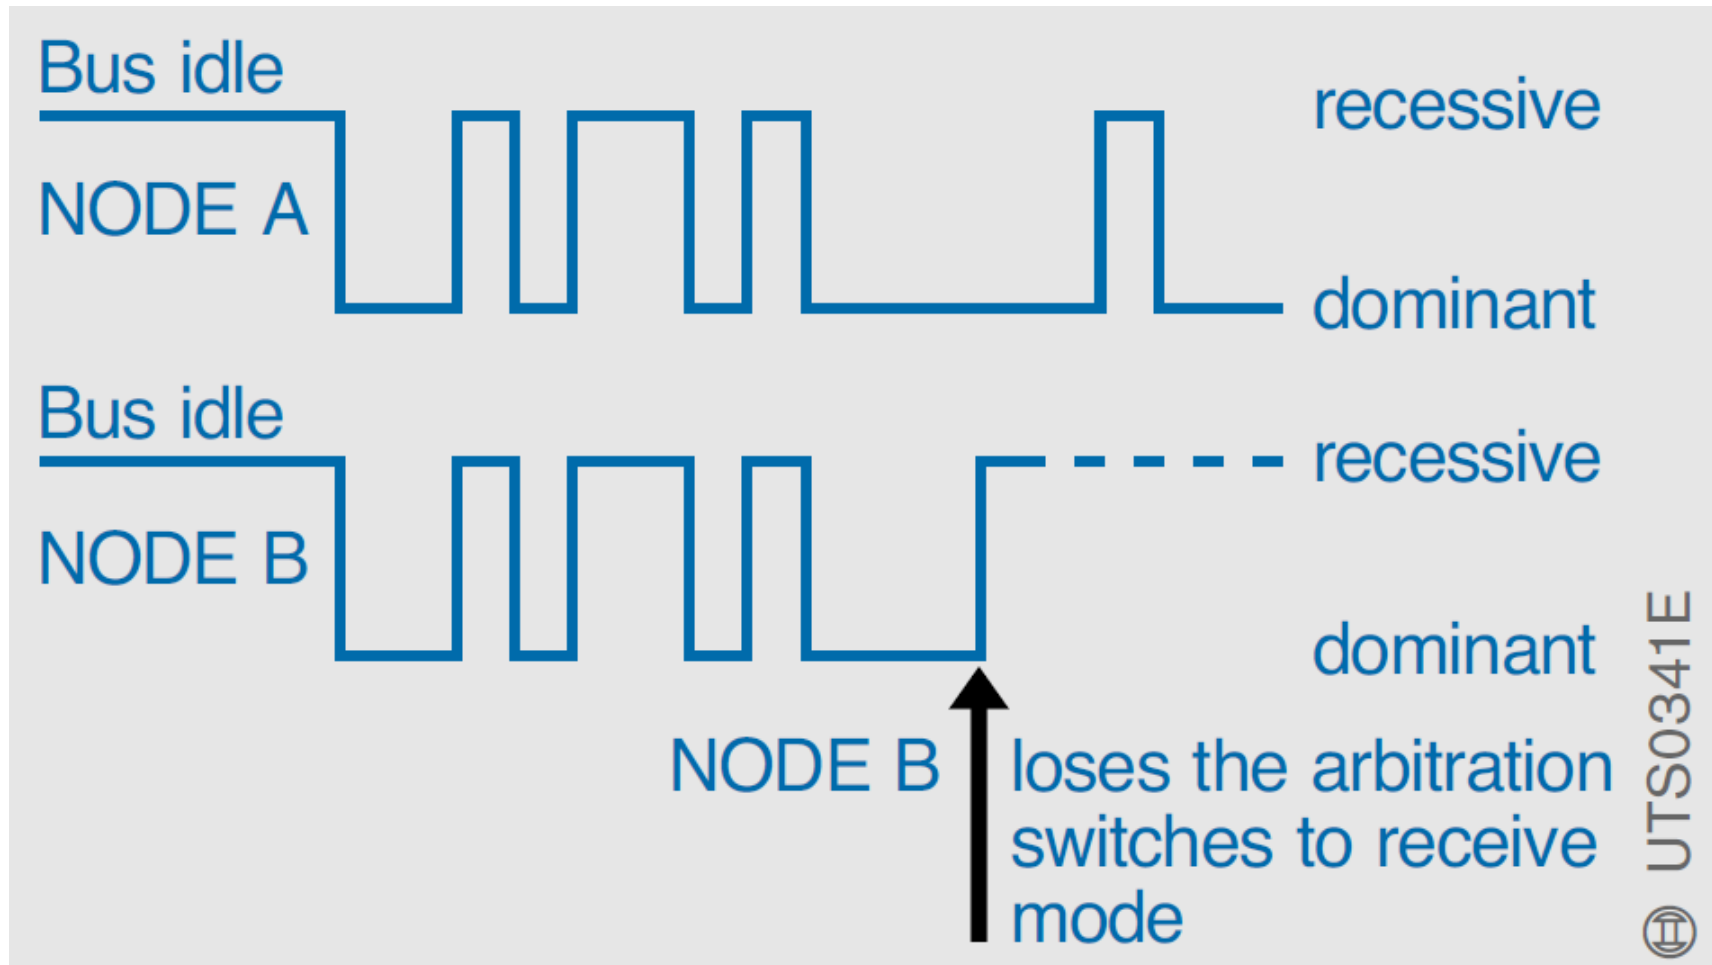 Bus idle
recessive
NODE A
dominant
Bus idle
recessive
NODE B
dominant
NODE B loses the arbitration
switches to receive
mode
UTS0341E